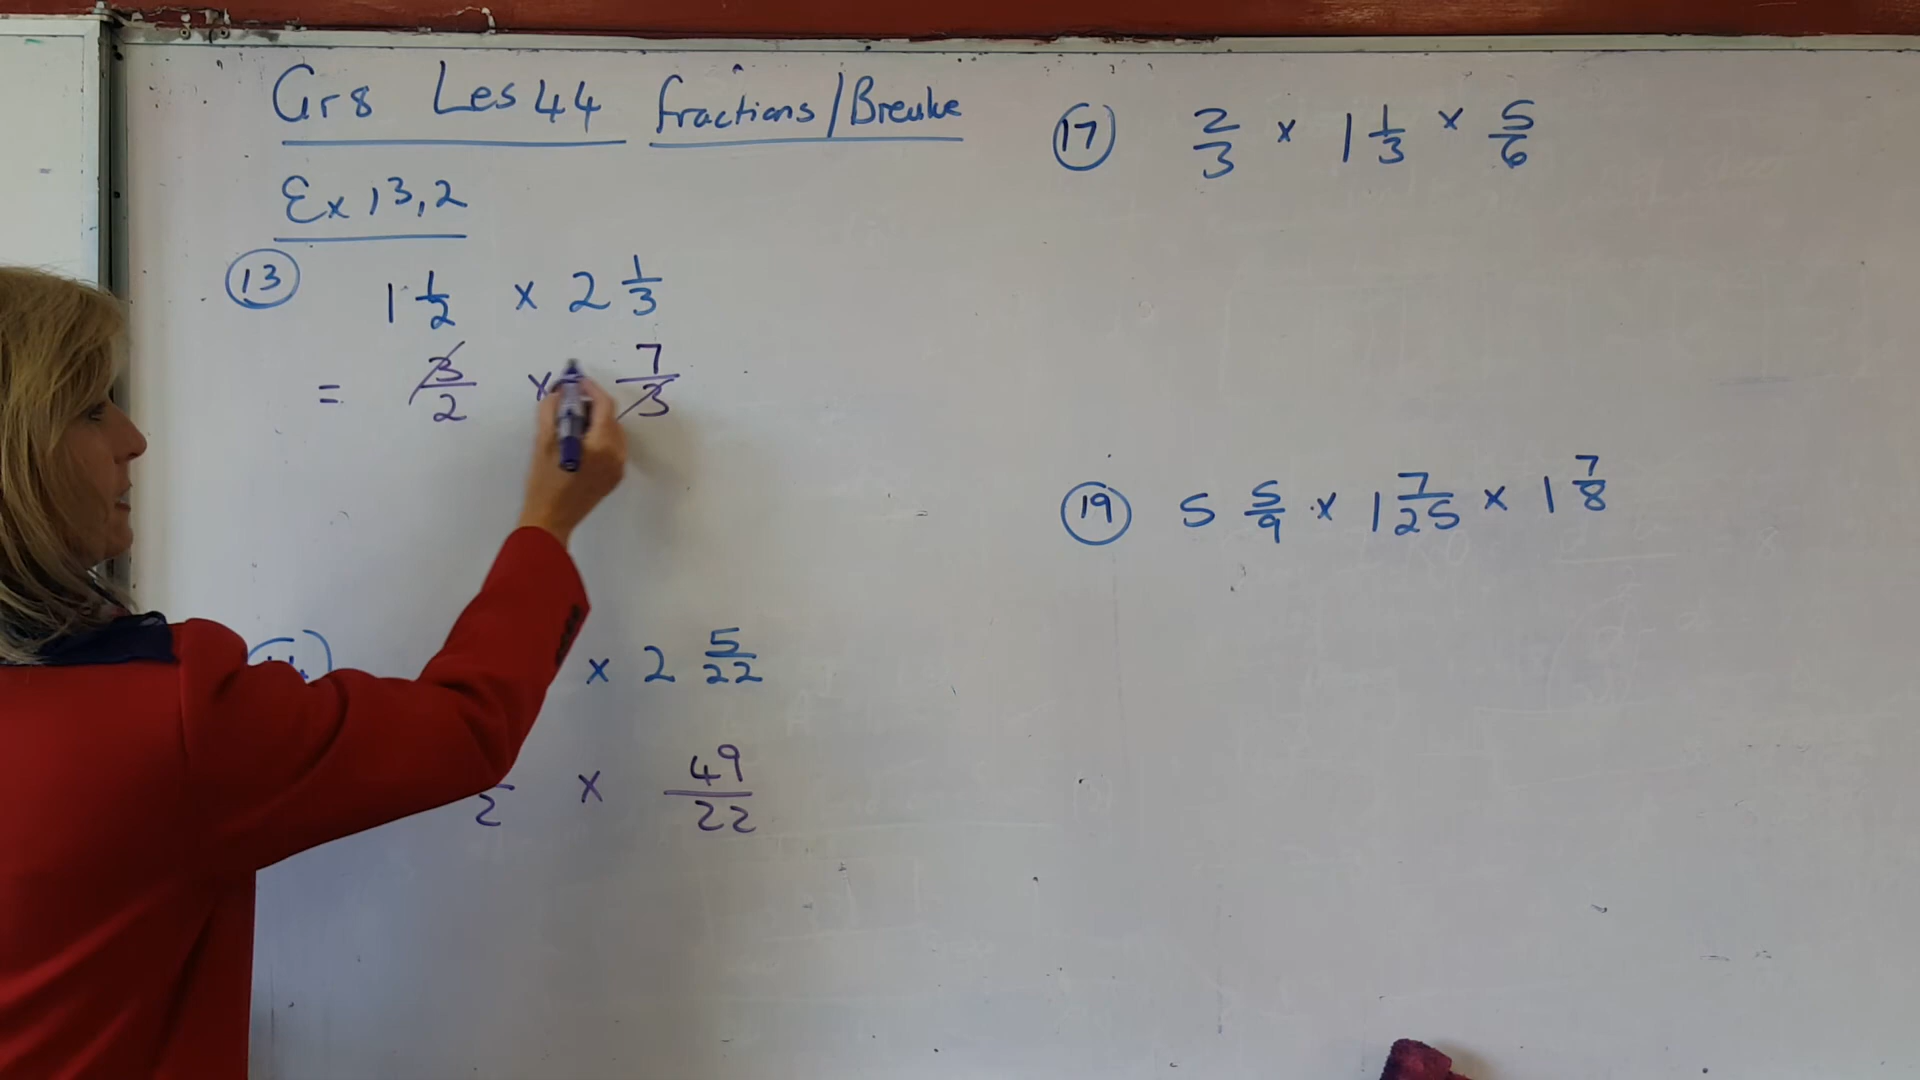 Gr 8 Les 44 fractions/Breuke
Ex 13,2
(13) 1 1/2 × 2 1/3
= 3/2 × 7/3
× 2 5/22
2 × 49/22
(17) 2/3 × 1 1/3 × 5/6
(19) 5 5/9 × 1 7/25 × 1 7/8